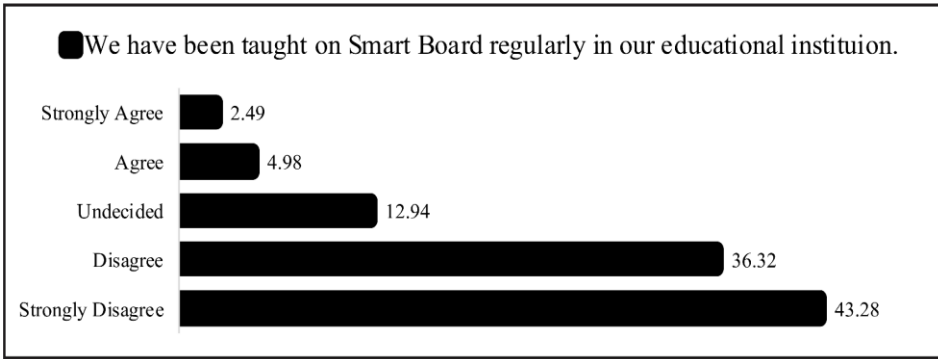 We have been taught on Smart Board regularly in our educational instituion.
Strongly Agree 2.49
Agree 4.98
Undecided 12.94
Disagree 36.32
Strongly Disagree 43.28